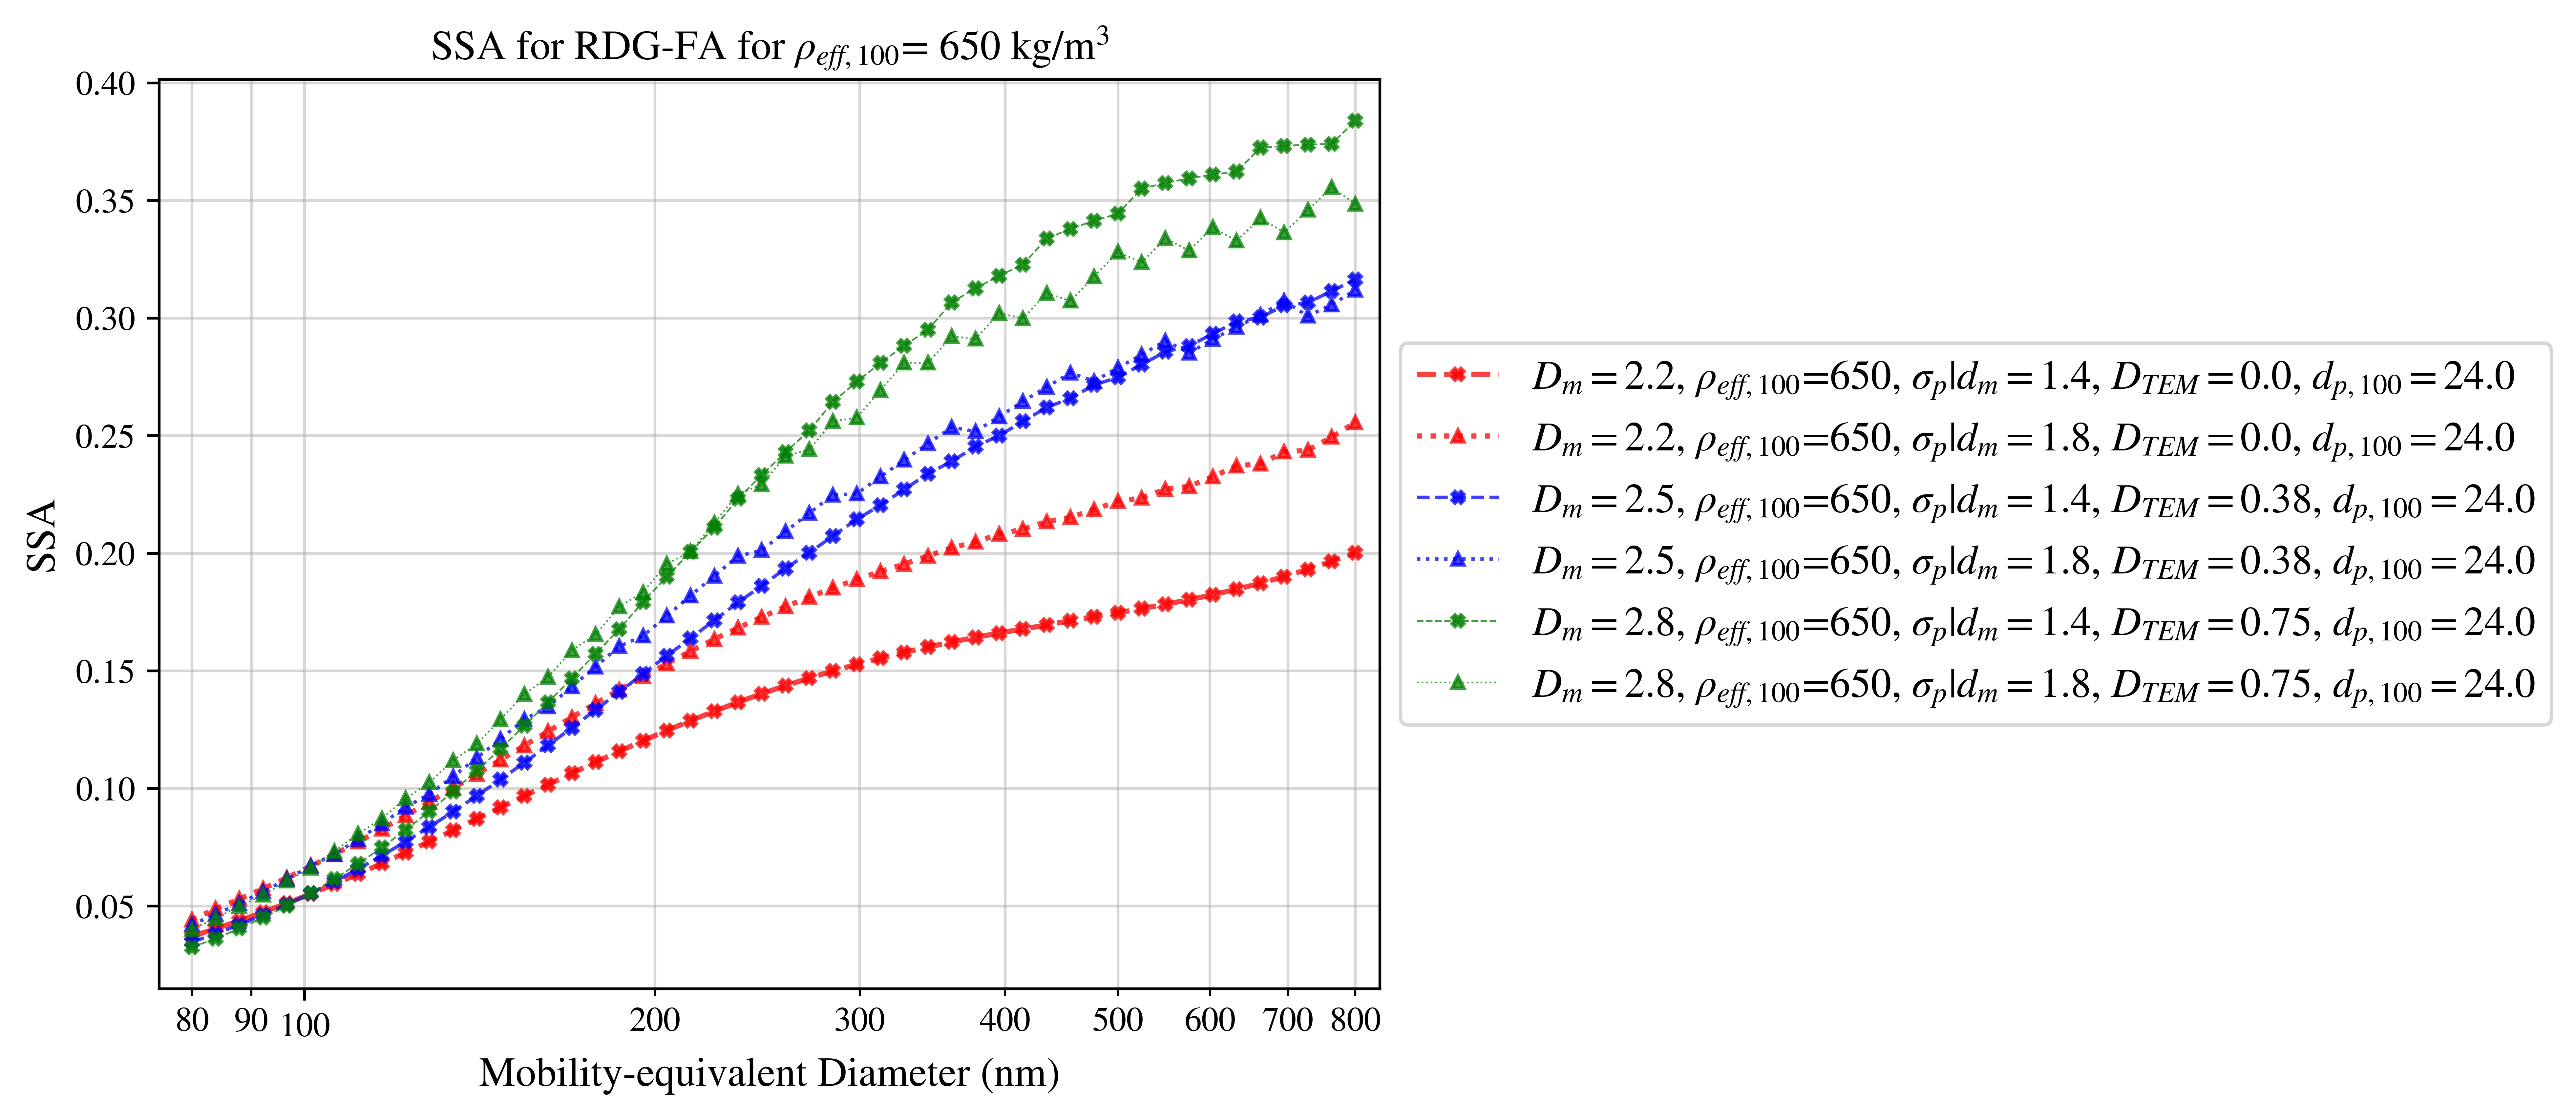 SSA for RDG-FA for ρeff,100= 650 kg/m³
0.40
0.35
0.30
0.25
0.20
0.15
0.10
0.05
SSA
80 90 100 200 300 400 500 600 700 800
Mobility-equivalent Diameter (nm)
Dm = 2.2, ρeff,100=650, σp|dm = 1.4, DTEM = 0.0, dp,100 = 24.0
Dm = 2.2, ρeff,100=650, σp|dm = 1.8, DTEM = 0.0, dp,100 = 24.0
Dm = 2.5, ρeff,100=650, σp|dm = 1.4, DTEM = 0.38, dp,100 = 24.0
Dm = 2.5, ρeff,100=650, σp|dm = 1.8, DTEM = 0.38, dp,100 = 24.0
Dm = 2.8, ρeff,100=650, σp|dm = 1.4, DTEM = 0.75, dp,100 = 24.0
Dm = 2.8, ρeff,100=650, σp|dm = 1.8, DTEM = 0.75, dp,100 = 24.0